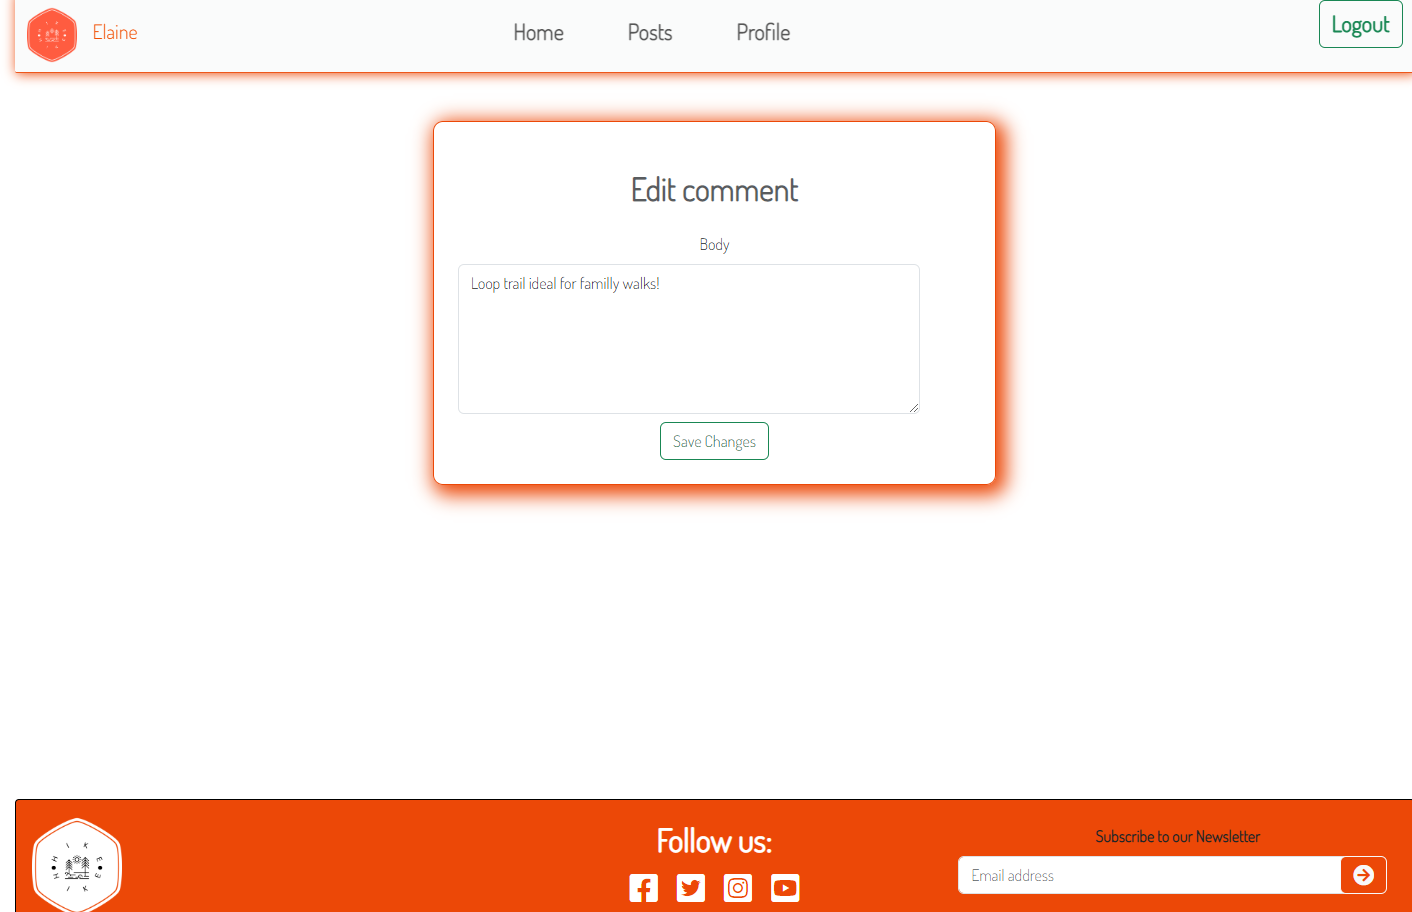 Elaine
Home Posts Profile
Logout
Edit comment
Body
Loop trail ideal for familly walks!
Save Changes
Follow us:
Subscribe to our Newsletter
Email address
H I K E
H I K E